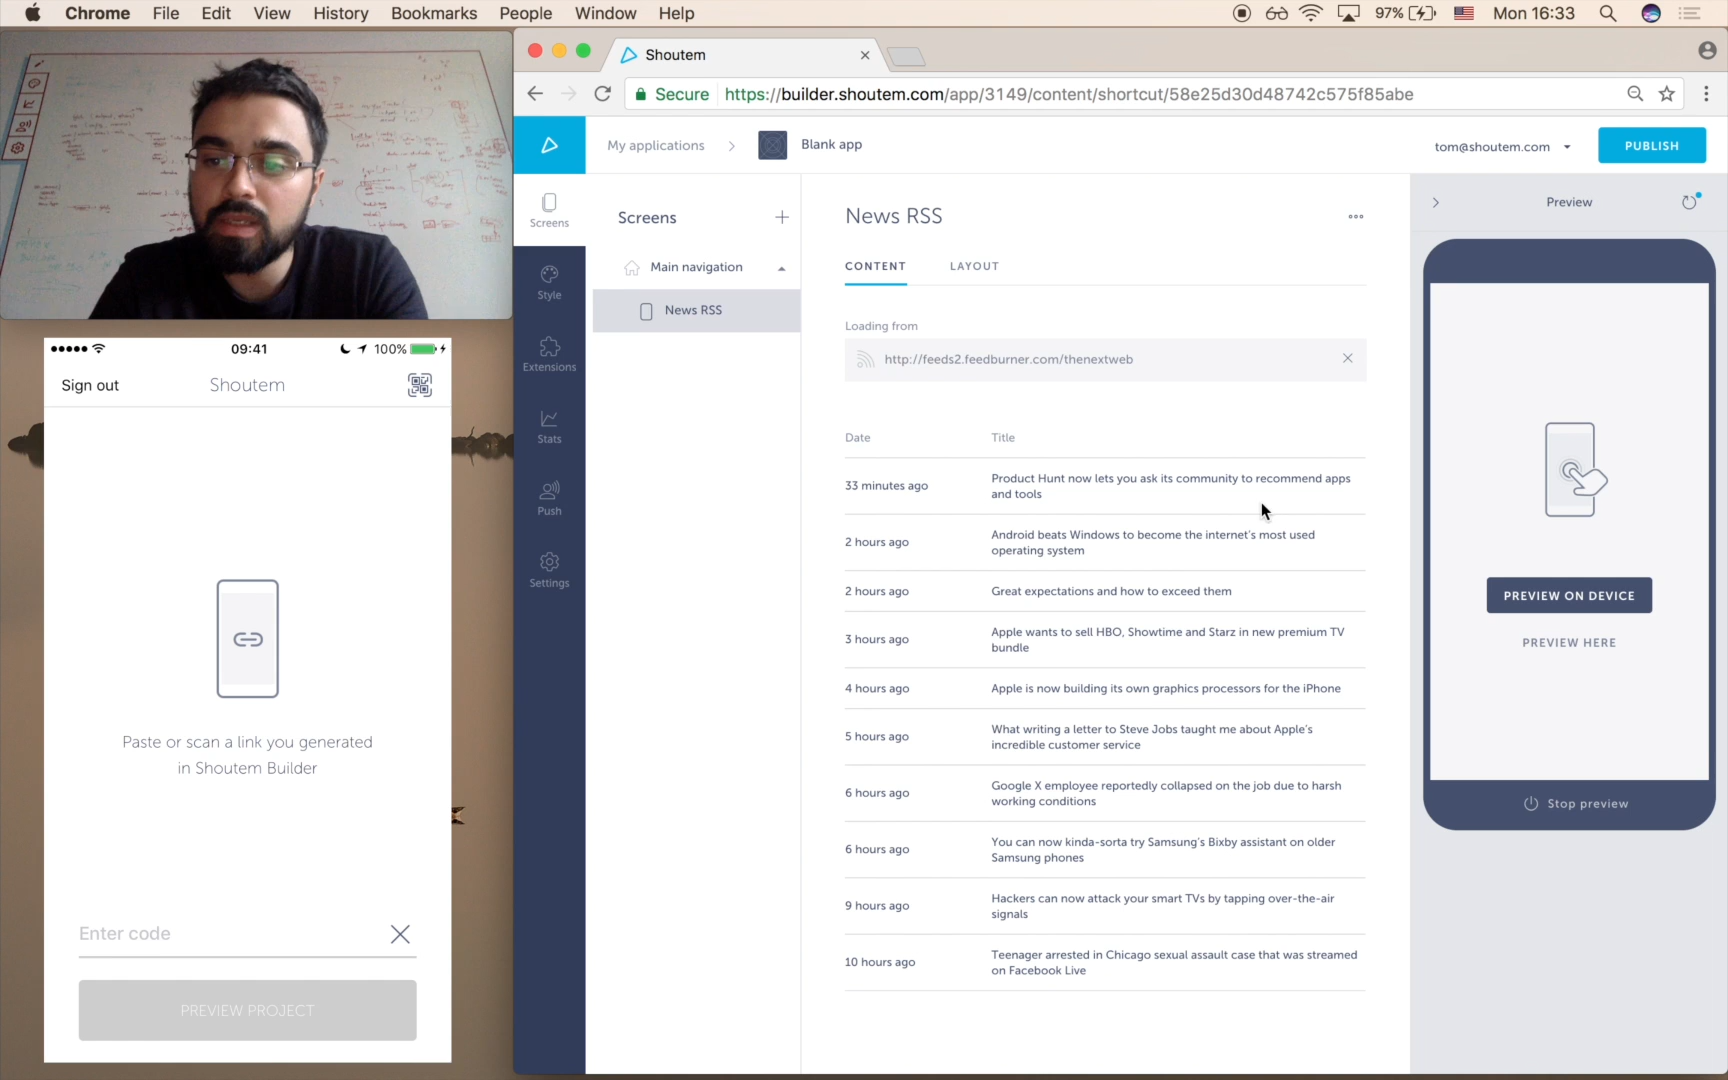 Chrome File Edit View History Bookmarks People Window Help
97% Mon 16:33
Shoutem
Secure https://builder.shoutem.com/app/3149/content/shortcut/58e25d30d48742c575f85abe
My applications Blank app
tom@shoutem.com PUBLISH
Screens
Style
Extensions
Stats
Push
Settings
Screens
Main navigation
News RSS
News RSS
CONTENT LAYOUT
Loading from
http://feeds2.feedburner.com/thenextweb
Date Title
33 minutes ago Product Hunt now lets you ask its community to recommend apps
and tools
2 hours ago Android beats Windows to become the internet's most used
operating system
2 hours ago Great expectations and how to exceed them
3 hours ago Apple wants to sell HBO, Showtime and Starz in new premium TV
bundle
4 hours ago Apple is now building its own graphics processors for the iPhone
5 hours ago What writing a letter to Steve Jobs taught me about Apple's
incredible customer service
6 hours ago Google X employee reportedly collapsed on the job due to harsh
working conditions
6 hours ago You can now kinda-sorta try Samsung's Bixby assistant on older
Samsung phones
9 hours ago Hackers can now attack your smart TVs by tapping over-the-air
signals
10 hours ago Teenager arrested in Chicago sexual assault case that was streamed
on Facebook Live
Preview
PREVIEW ON DEVICE
PREVIEW HERE
Stop preview
09:41 100%
Sign out Shoutem
Paste or scan a link you generated
in Shoutem Builder
Enter code
PREVIEW PROJECT